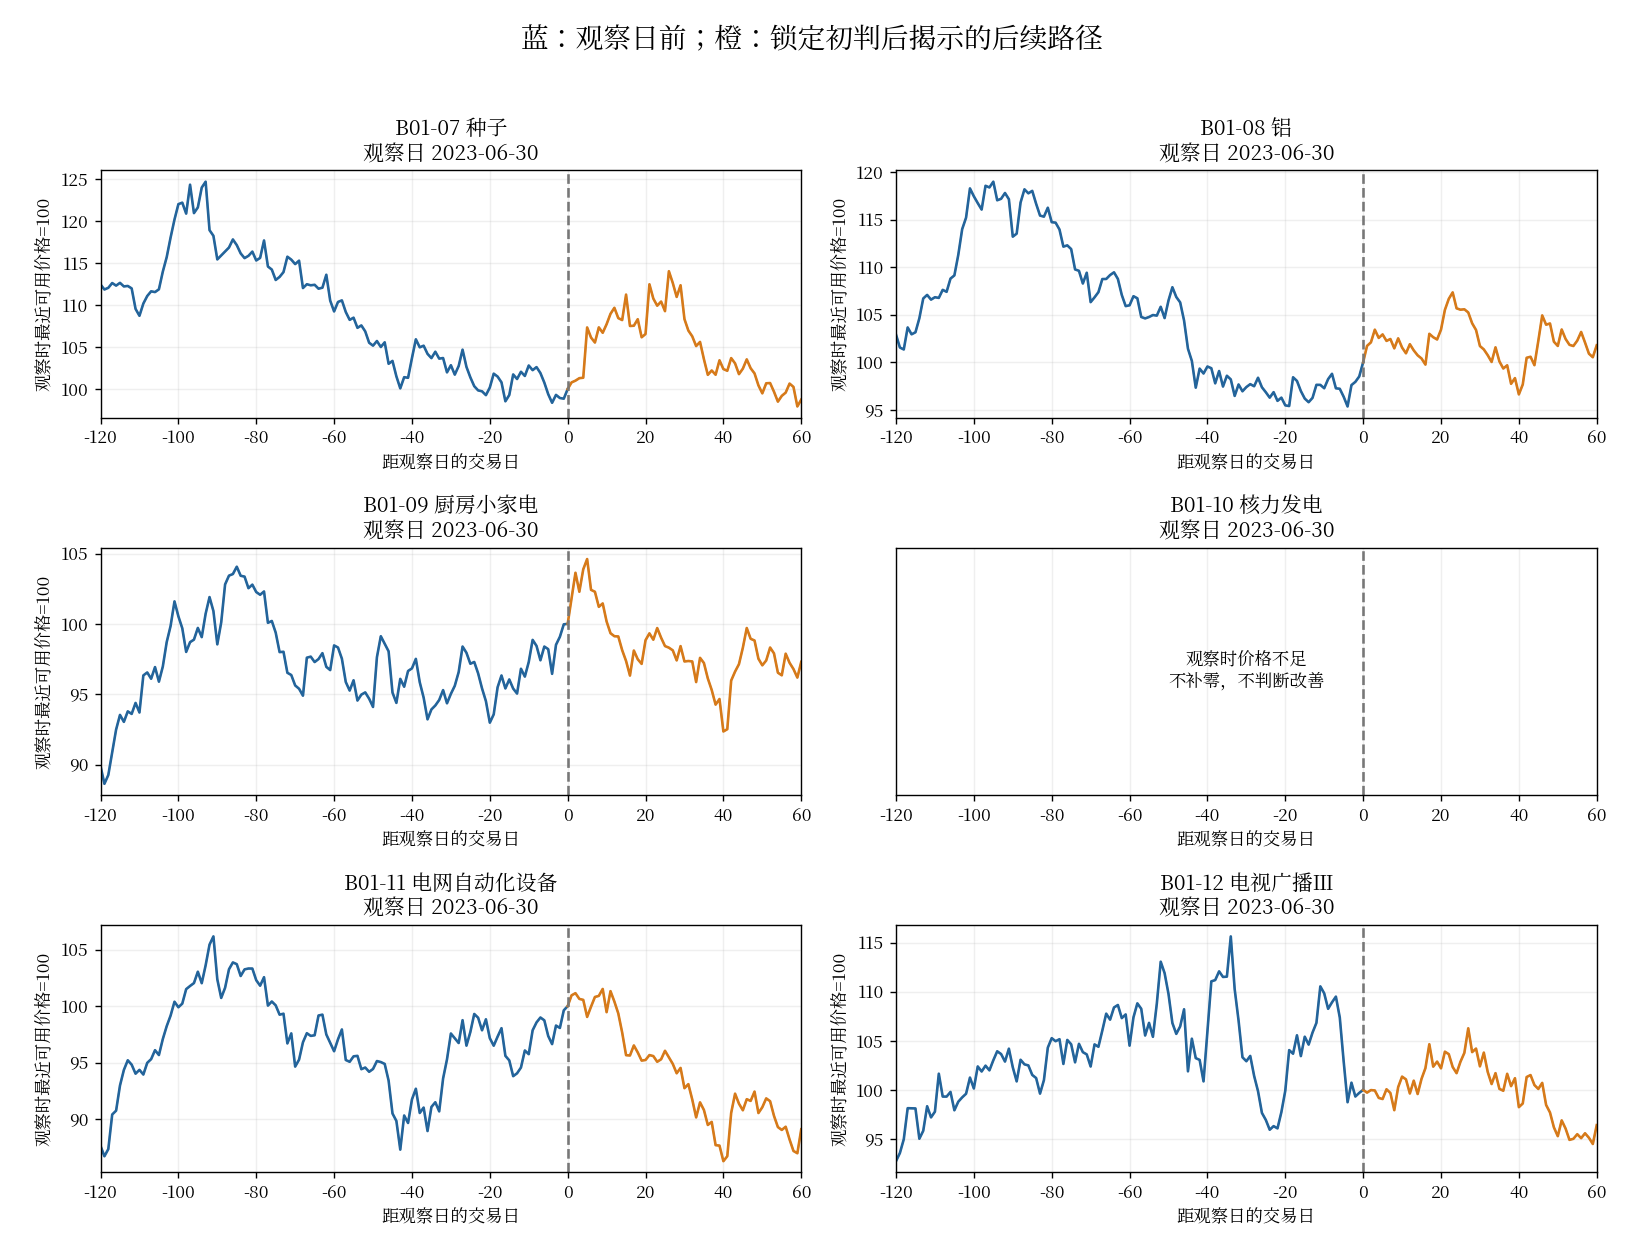 蓝：观察日前；橙：锁定初判后揭示的后续路径
B01-07 种子
观察日 2023-06-30
观察时最近可用价格=100
125
120
115
110
105
100
-120 -100 -80 -60 -40 -20 0 20 40 60
距观察日的交易日
B01-08 铝
观察日 2023-06-30
观察时最近可用价格=100
120
115
110
105
100
95
-120 -100 -80 -60 -40 -20 0 20 40 60
距观察日的交易日
B01-09 厨房小家电
观察日 2023-06-30
观察时最近可用价格=100
105
100
95
90
-120 -100 -80 -60 -40 -20 0 20 40 60
距观察日的交易日
B01-10 核力发电
观察日 2023-06-30
观察时价格不足
不补零，不判断改善
-120 -100 -80 -60 -40 -20 0 20 40 60
距观察日的交易日
B01-11 电网自动化设备
观察日 2023-06-30
观察时最近可用价格=100
105
100
95
90
-120 -100 -80 -60 -40 -20 0 20 40 60
距观察日的交易日
B01-12 电视广播Ⅲ
观察日 2023-06-30
观察时最近可用价格=100
115
110
105
100
95
-120 -100 -80 -60 -40 -20 0 20 40 60
距观察日的交易日